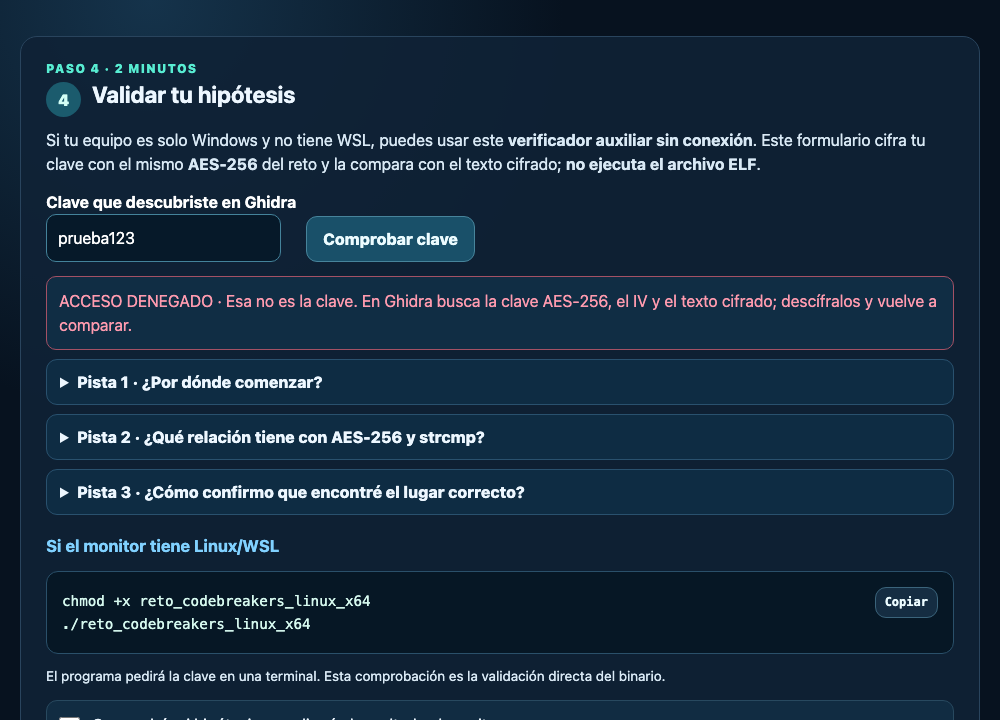 PASO 4 · 2 MINUTOS
4 Validar tu hipótesis
Si tu equipo es solo Windows y no tiene WSL, puedes usar este verificador auxiliar sin conexión. Este formulario cifra tu
clave con el mismo AES-256 del reto y la compara con el texto cifrado; no ejecuta el archivo ELF.
Clave que descubriste en Ghidra
prueba123
Comprobar clave
ACCESO DENEGADO · Esa no es la clave. En Ghidra busca la clave AES-256, el IV y el texto cifrado; descífralos y vuelve a
comparar.
Pista 1 · ¿Por dónde comenzar?
Pista 2 · ¿Qué relación tiene con AES-256 y strcmp?
Pista 3 · ¿Cómo confirmo que encontré el lugar correcto?
Si el monitor tiene Linux/WSL
chmod +x reto_codebreakers_linux_x64
./reto_codebreakers_linux_x64
Copiar
El programa pedirá la clave en una terminal. Esta comprobación es la validación directa del binario.